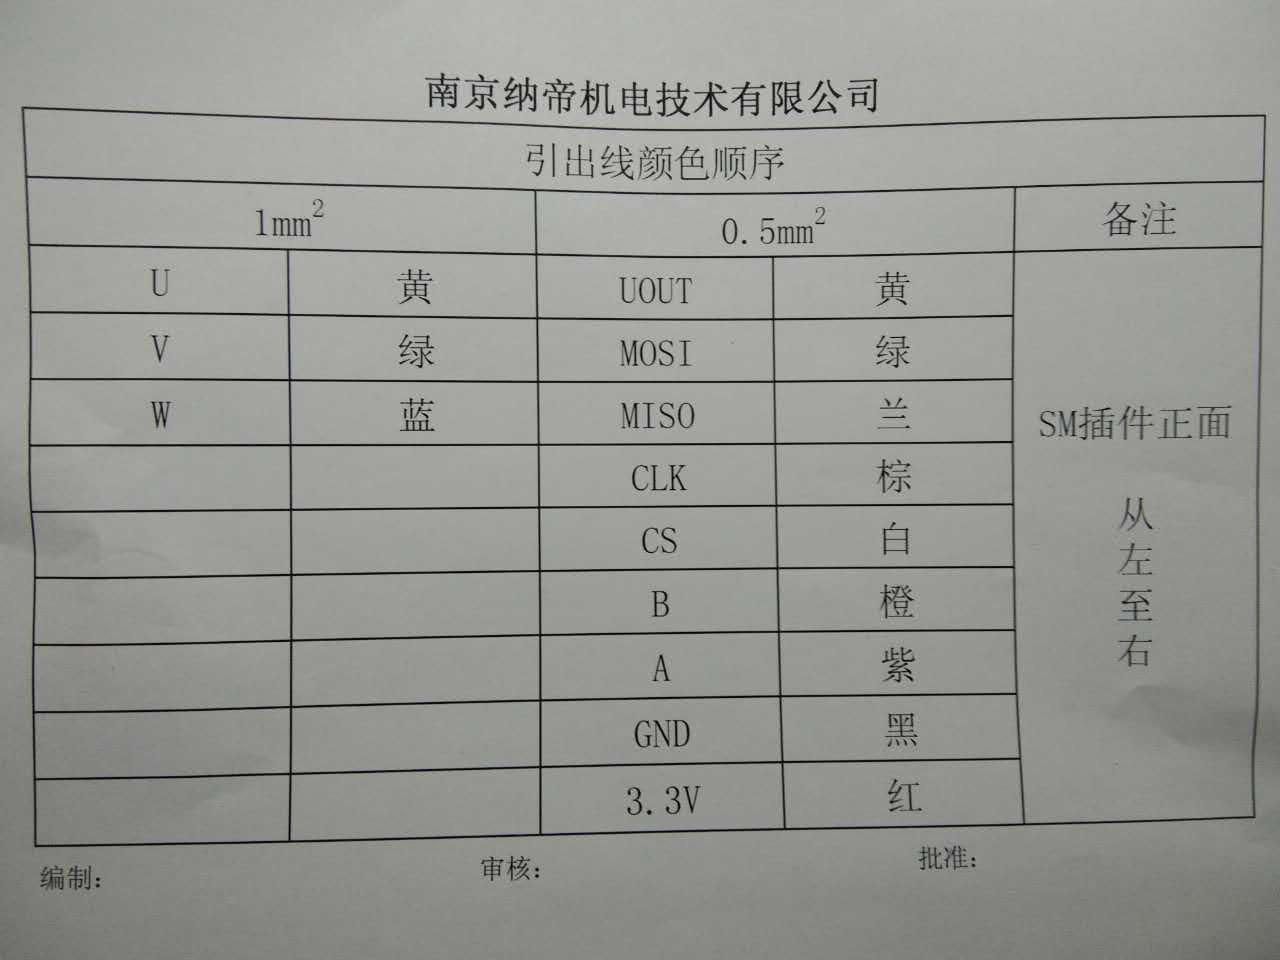 南京纳帝机电技术有限公司
引出线颜色顺序
1mm² 0.5mm² 备注
U 黄 UOUT 黄
V 绿 MOSI 绿
W 蓝 MISO 兰
SM插件正面
CLK 棕
从
CS 白
左
B 橙
至
A 紫
右
GND 黑
3.3V 红
编制： 审核： 批准：